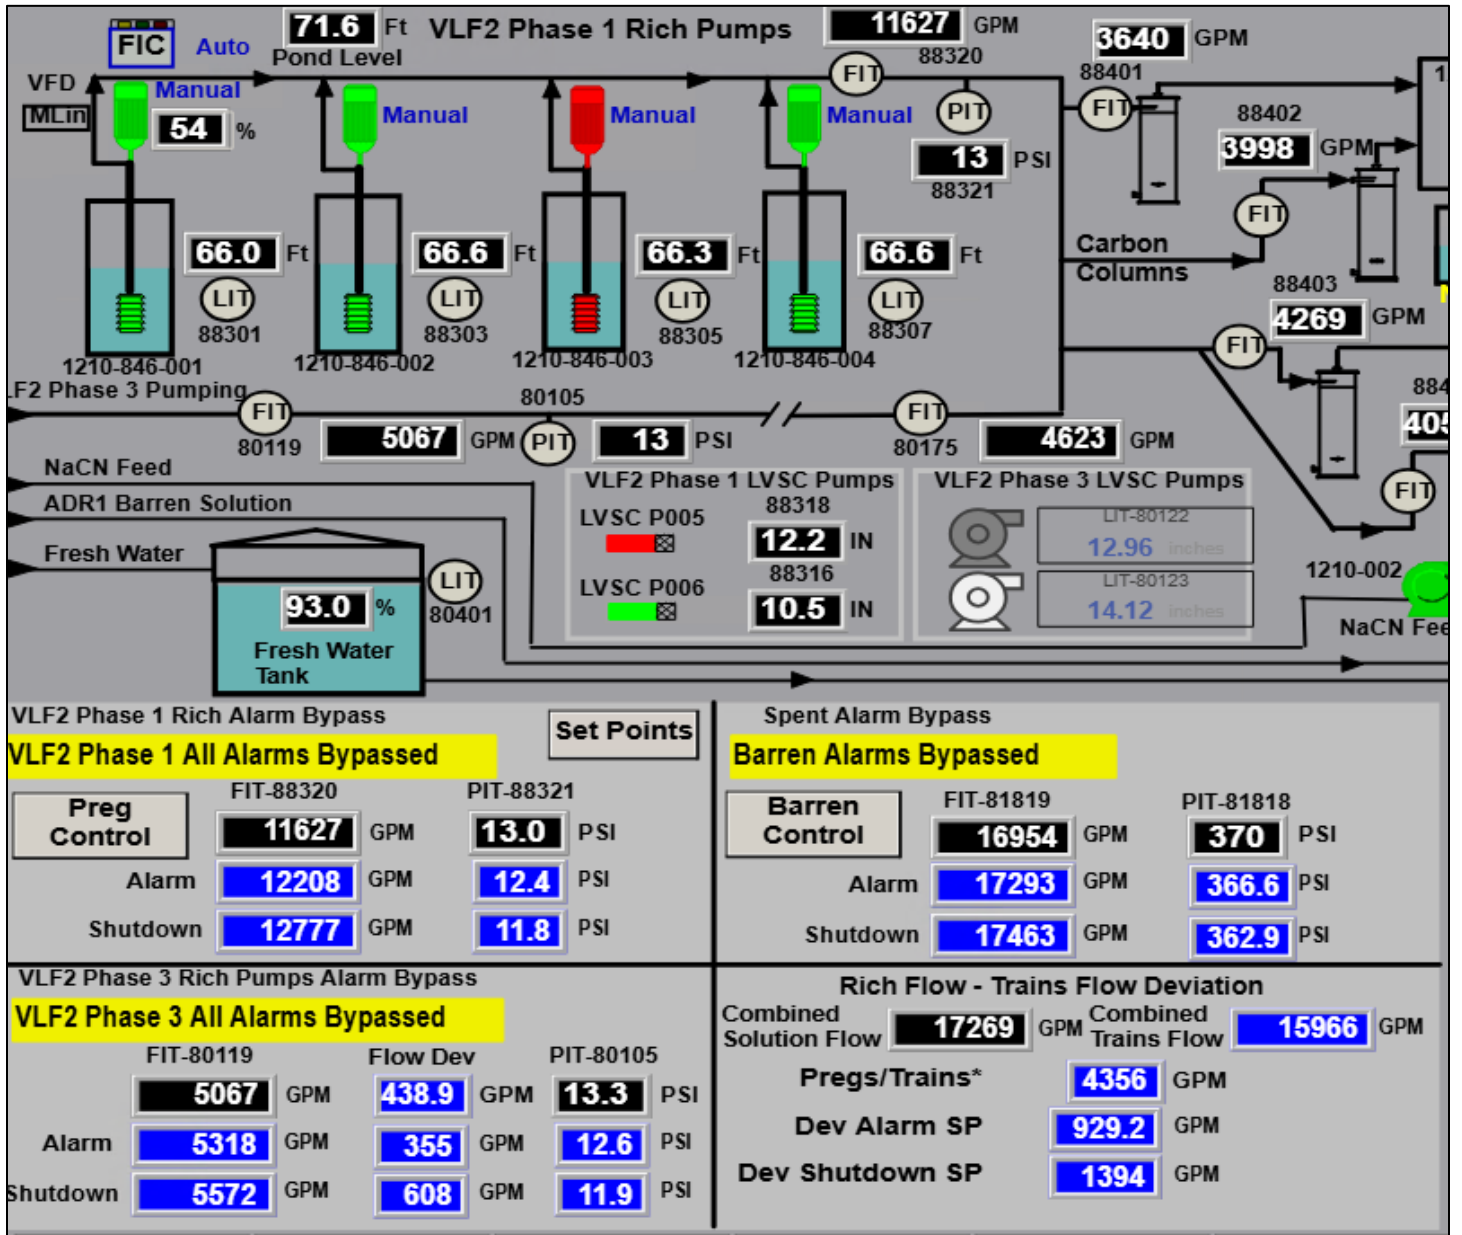 FIC
Auto
71.6 Ft
Pond Level
VLF2 Phase 1 Rich Pumps
11627 GPM
88320
FIT
3640 GPM
88401
FIT
VFD
MLin
Manual
54 %
Manual
Manual
Manual
PIT
13 PSI
88321
88402
3998 GPM
FIT
66.0 Ft
LIT
88301
66.6 Ft
LIT
88303
66.3 Ft
LIT
88305
66.6 Ft
LIT
88307
Carbon
Columns
88403
4269 GPM
FIT
1210-846-001
1210-846-002
1210-846-003
1210-846-004
LF2 Phase 3 Pumping
FIT
80119
5067 GPM
80105
PIT
13 PSI
FIT
80175
4623 GPM
884
405
FIT
NaCN Feed
ADR1 Barren Solution
Fresh Water
93.0 %
Fresh Water
Tank
LIT
80401
VLF2 Phase 1 LVSC Pumps
88318
LVSC P005
12.2 IN
88316
LVSC P006
10.5 IN
VLF2 Phase 3 LVSC Pumps
LIT-80122
12.96 inches
LIT-80123
14.12 inches
1210-002
NaCN Fee
VLF2 Phase 1 Rich Alarm Bypass
Set Points
VLF2 Phase 1 All Alarms Bypassed
FIT-88320 PIT-88321
Preg
Control
11627 GPM 13.0 PSI
Alarm 12208 GPM 12.4 PSI
Shutdown 12777 GPM 11.8 PSI
Spent Alarm Bypass
Barren Alarms Bypassed
FIT-81819 PIT-81818
Barren
Control
16954 GPM 370 PSI
Alarm 17293 GPM 366.6 PSI
Shutdown 17463 GPM 362.9 PSI
VLF2 Phase 3 Rich Pumps Alarm Bypass
VLF2 Phase 3 All Alarms Bypassed
FIT-80119 Flow Dev PIT-80105
5067 GPM 438.9 GPM 13.3 PSI
Alarm 5318 GPM 355 GPM 12.6 PSI
Shutdown 5572 GPM 608 GPM 11.9 PSI
Rich Flow - Trains Flow Deviation
Combined
Solution Flow
17269 GPM
Combined
Trains Flow
15966 GPM
Pregs/Trains* 4356 GPM
Dev Alarm SP 929.2 GPM
Dev Shutdown SP 1394 GPM